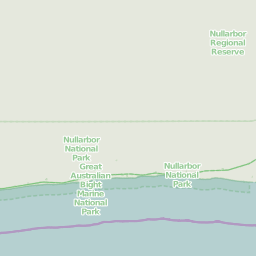 Nullarbor
Regional
Reserve
Nullarbor
National
Park
Great
Australian
Bight
Marine
National
Park
Nullarbor
National
Park